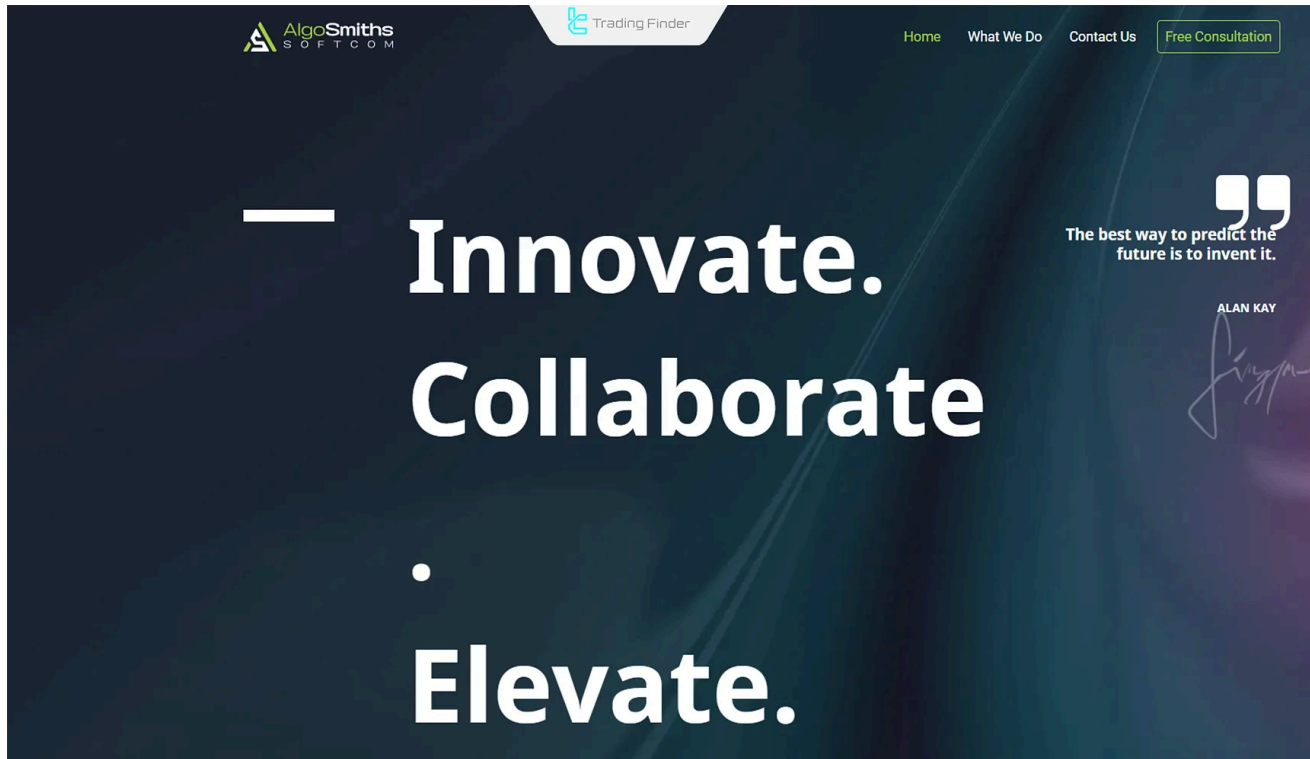 AlgoSmiths
SOFTCOM
Trading Finder
Home What We Do Contact Us Free Consultation
Innovate.
Collaborate
.
Elevate.
The best way to predict the
future is to invent it.
ALAN KAY